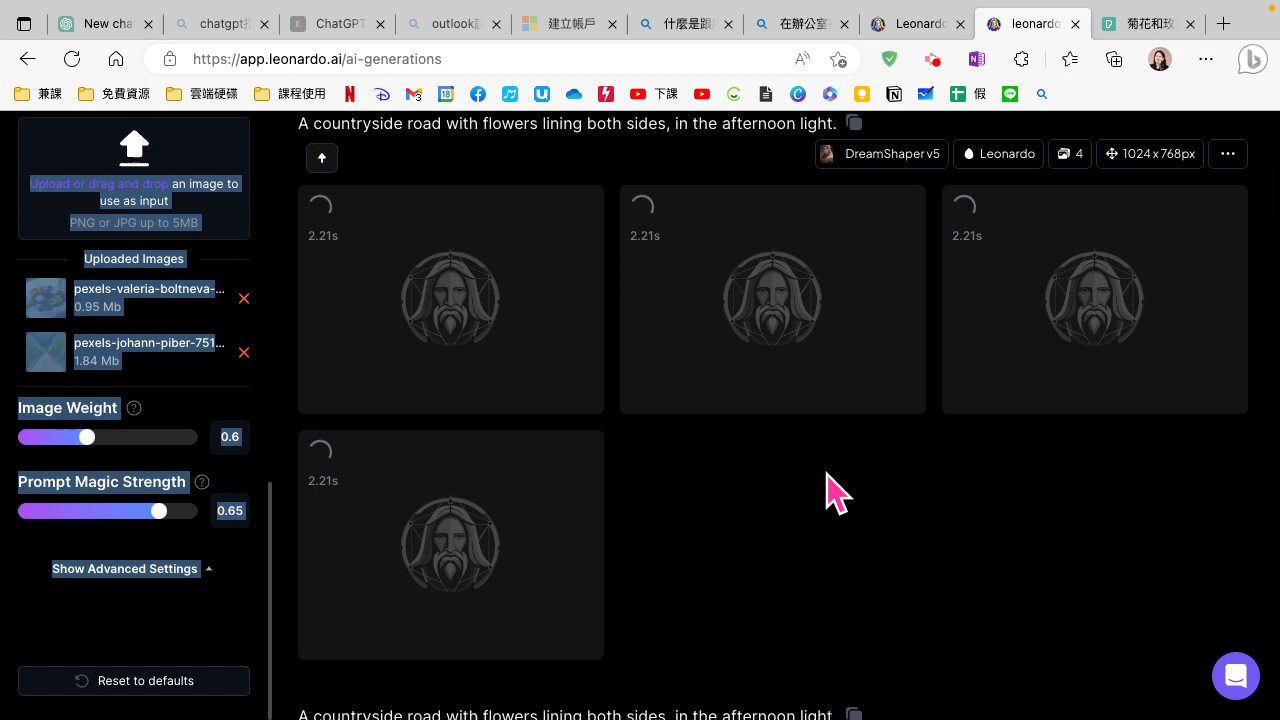 New cha
chatgpt
ChatGPT
outlook
建立帳戶
什麼是跟
在辦公室
Leonardo
leonardo
菊花和玫
https://app.leonardo.ai/ai-generations
兼課
免費資源
雲端硬碟
課程使用
下課
假
A countryside road with flowers lining both sides, in the afternoon light.
DreamShaper v5
Leonardo
4
1024 x 768px
Upload or drag and drop an image to
use as input
PNG or JPG up to 5MB
Uploaded Images
pexels-valeria-boltneva-...
0.95 Mb
pexels-johann-piber-751...
1.84 Mb
Image Weight
0.6
Prompt Magic Strength
0.65
Show Advanced Settings
Reset to defaults
2.21s
2.21s
2.21s
2.21s
A countryside road with flowers lining both sides, in the afternoon light.